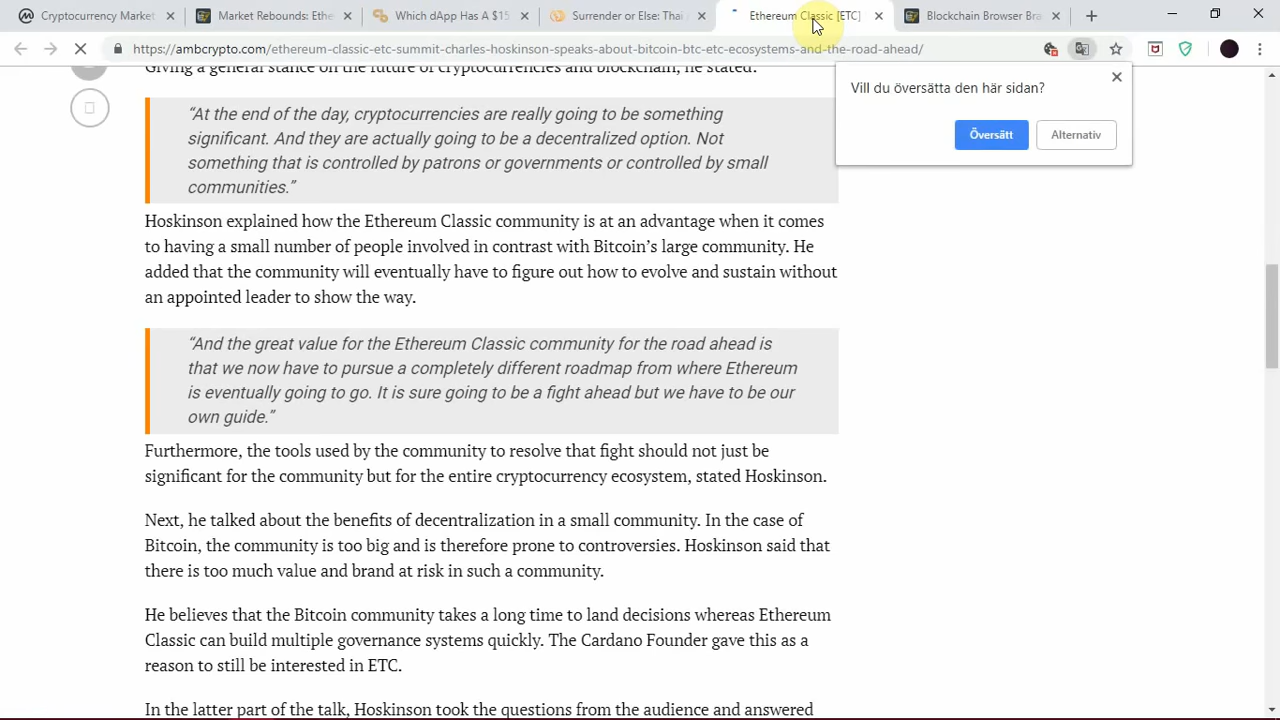 Cryptocurrency Market
Market Rebounds: Ethe
Which dApp Has A $15
Surrender or Else: Thai
Ethereum Classic [ETC]
Blockchain Browser Bra
https://ambcrypto.com/ethereum-classic-etc-summit-charles-hoskinson-speaks-about-bitcoin-btc-etc-ecosystems-and-the-road-ahead/
Vill du översätta den här sidan?
Översätt
Alternativ
Giving a general stance on the future of cryptocurrencies and blockchain, he stated:
“At the end of the day, cryptocurrencies are really going to be something
significant. And they are actually going to be a decentralized option. Not
something that is controlled by patrons or governments or controlled by small
communities.”
Hoskinson explained how the Ethereum Classic community is at an advantage when it comes
to having a small number of people involved in contrast with Bitcoin’s large community. He
added that the community will eventually have to figure out how to evolve and sustain without
an appointed leader to show the way.
“And the great value for the Ethereum Classic community for the road ahead is
that we now have to pursue a completely different roadmap from where Ethereum
is eventually going to go. It is sure going to be a fight ahead but we have to be our
own guide.”
Furthermore, the tools used by the community to resolve that fight should not just be
significant for the community but for the entire cryptocurrency ecosystem, stated Hoskinson.
Next, he talked about the benefits of decentralization in a small community. In the case of
Bitcoin, the community is too big and is therefore prone to controversies. Hoskinson said that
there is too much value and brand at risk in such a community.
He believes that the Bitcoin community takes a long time to land decisions whereas Ethereum
Classic can build multiple governance systems quickly. The Cardano Founder gave this as a
reason to still be interested in ETC.
In the latter part of the talk, Hoskinson took the questions from the audience and answered